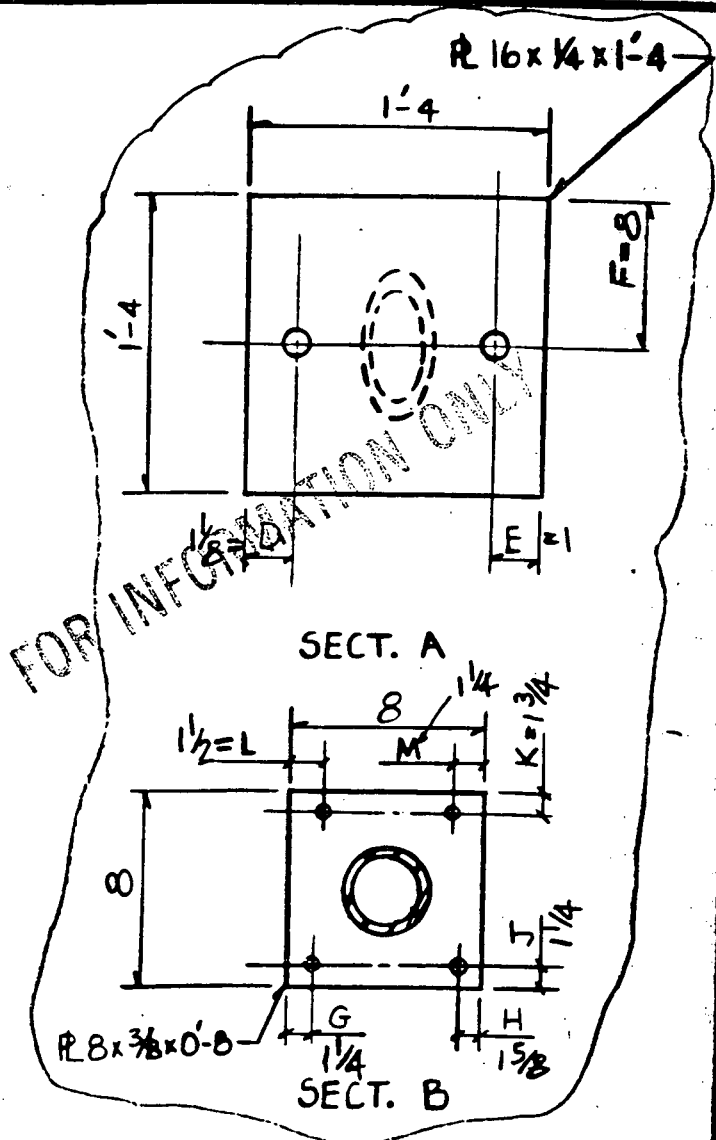 PL 16 x 1/4 x 1'-4
1'-4
1'-4
F=8
1 1/8 = D
E = 1
FOR INFORMATION ONLY
SECT. A
8
1 1/4
1 1/2 = L
M
K = 1 3/4
8
J
1 1/4
G
1 1/4
H
1 5/8
PL 8 x 3/8 x 0'-8
SECT. B